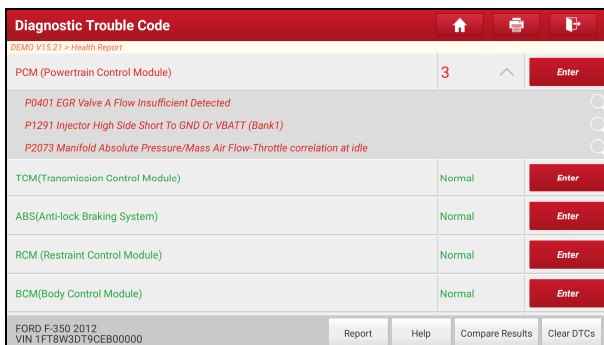 Diagnostic Trouble Code
DEMO V15.21 > Health Report
PCM (Powertrain Control Module) 3 Enter
P0401 EGR Valve A Flow Insufficient Detected
P1291 Injector High Side Short To GND Or VBATT (Bank1)
P2073 Manifold Absolute Pressure/Mass Air Flow-Throttle correlation at idle
TCM(Transmission Control Module) Normal Enter
ABS(Anti-lock Braking System) Normal Enter
RCM (Restraint Control Module) Normal Enter
BCM(Body Control Module) Normal Enter
FORD F-350 2012
VIN 1FT8W3DT9CEB00000
Report Help Compare Results Clear DTCs